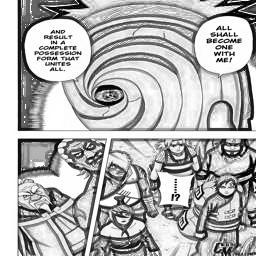 AND
RESULT
IN A
COMPLETE
POSSESSION
FORM THAT
UNITES
ALL.
ALL
SHALL
BECOME
ONE
WITH
ME!
......!?